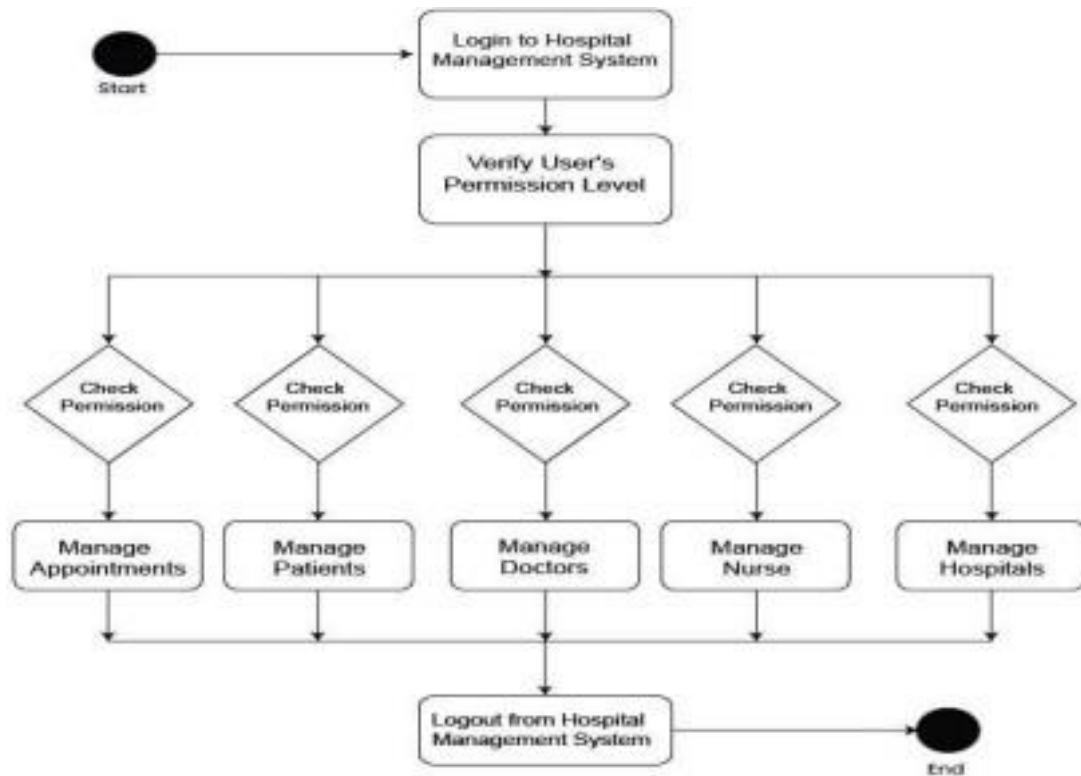 Login to Hospital
Management System
Start
Verify User's
Permission Level
Check
Permission
Check
Permission
Check
Permission
Check
Permission
Check
Permission
Manage
Appointments
Manage
Patients
Manage
Doctors
Manage
Nurse
Manage
Hospitals
Logout from Hospital
Management System
End